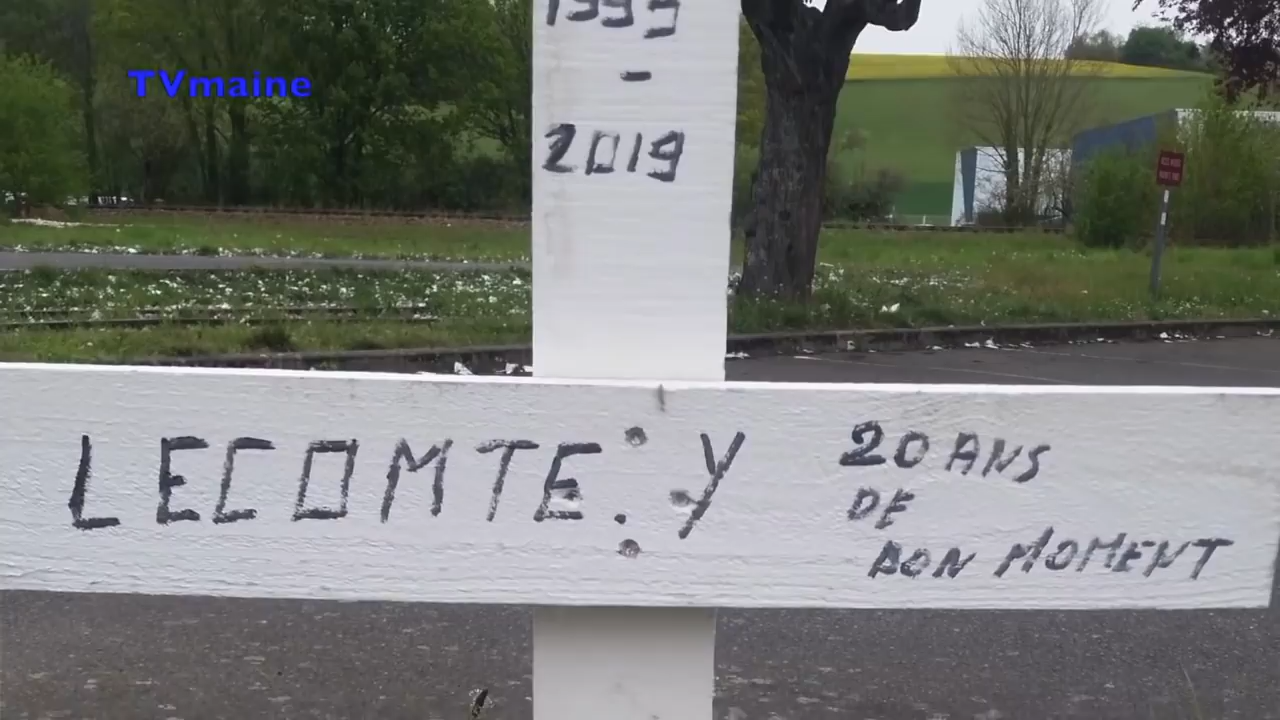 TVmaine
1999
-
2019
LECOMTE. Y
20 ANS
DE
BON MOMENT